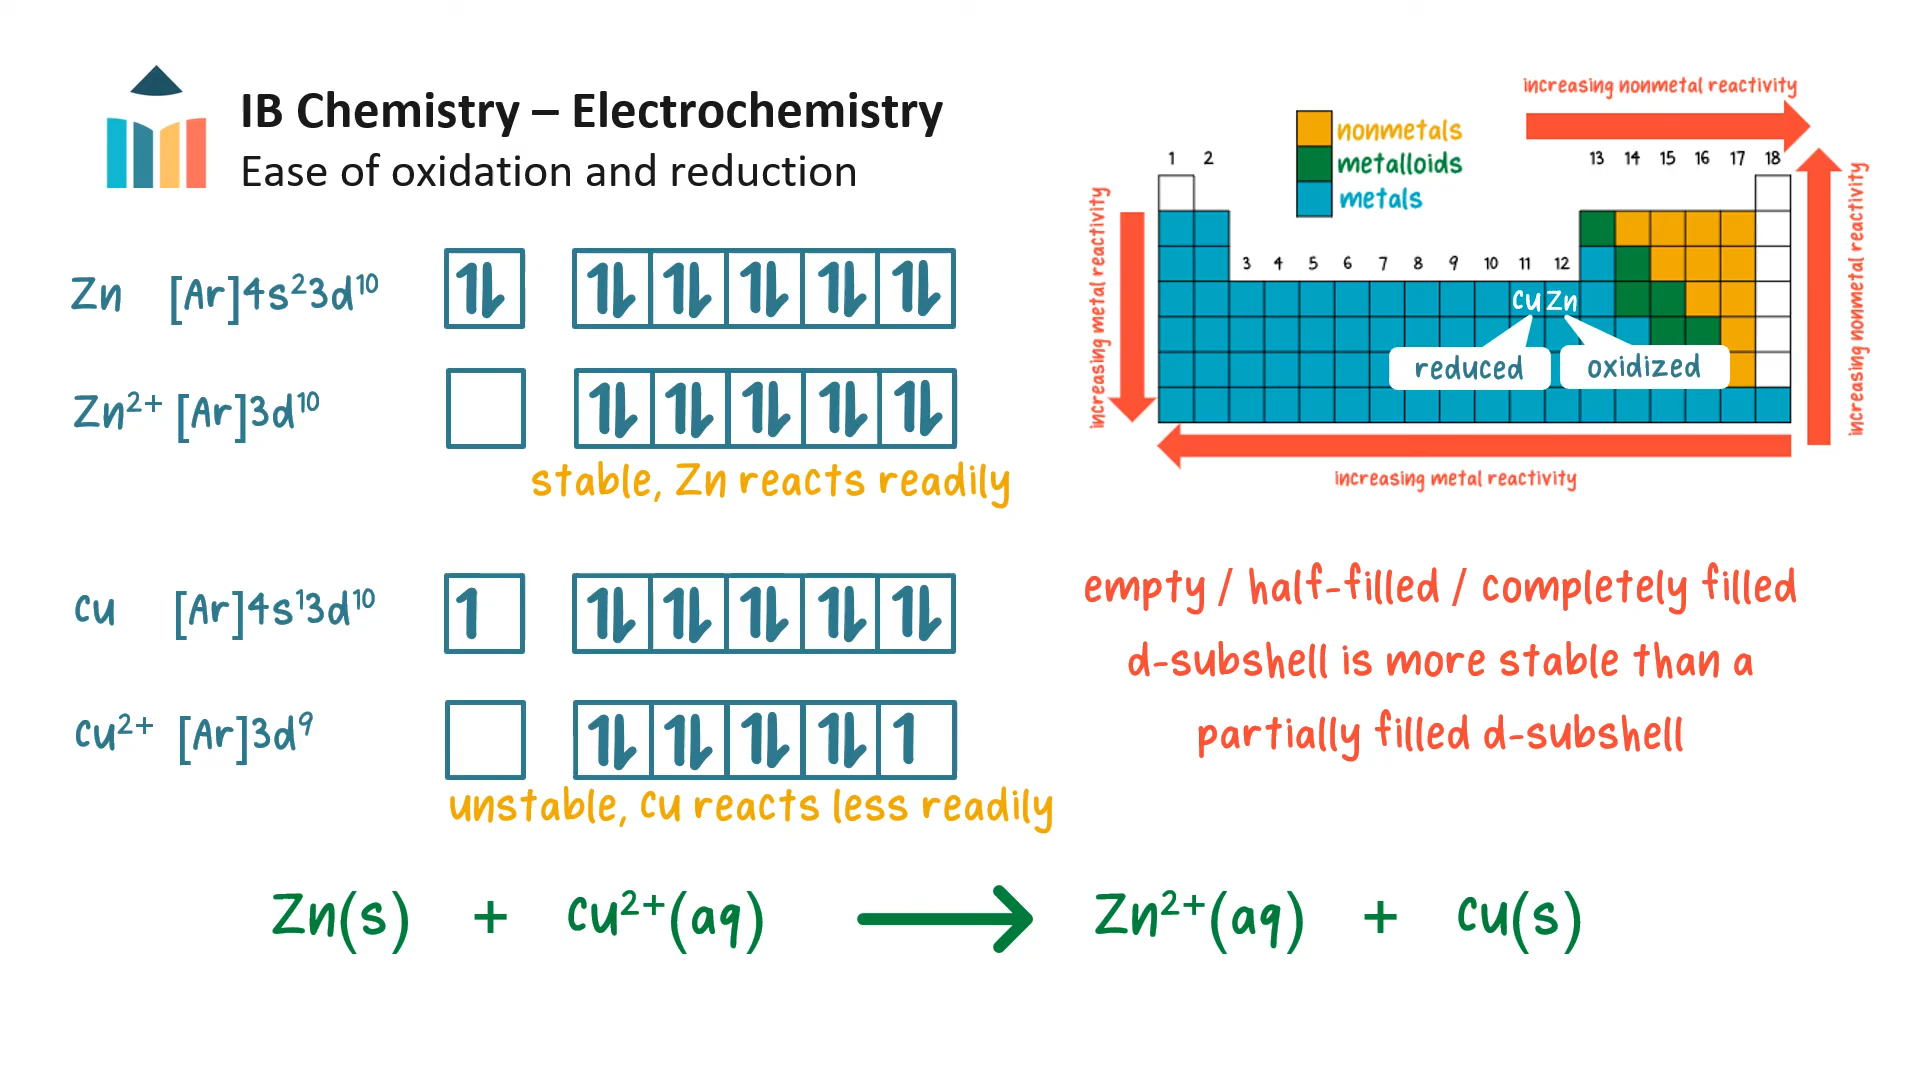 IB Chemistry – Electrochemistry
Ease of oxidation and reduction
Zn [Ar]4s²3d¹⁰
Zn²⁺ [Ar]3d¹⁰
stable, Zn reacts readily
Cu [Ar]4s¹3d¹⁰
Cu²⁺ [Ar]3d⁹
unstable, Cu reacts less readily
increasing nonmetal reactivity
nonmetals
metalloids
metals
1 2 13 14 15 16 17 18
3 4 5 6 7 8 9 10 11 12
Cu Zn
reduced
oxidized
increasing metal reactivity
increasing nonmetal reactivity
increasing metal reactivity
empty / half-filled / completely filled
d-subshell is more stable than a
partially filled d-subshell
Zn(s) + Cu²⁺(aq) → Zn²⁺(aq) + Cu(s)